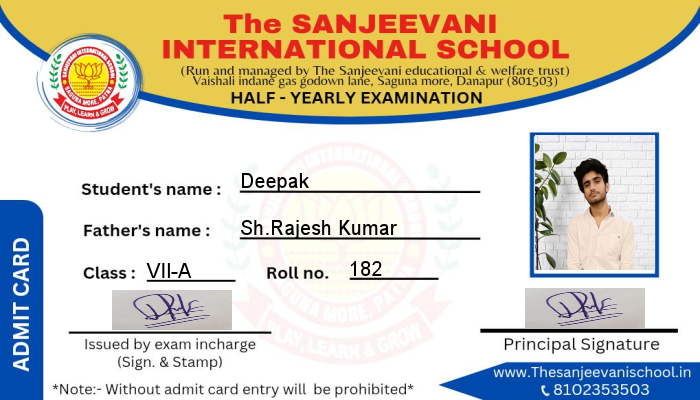 The SANJEEVANI
INTERNATIONAL SCHOOL
(Run and managed by The Sanjeevani educational & welfare trust)
Vaishali indane gas godown lane, Saguna more, Danapur (801503)
HALF - YEARLY EXAMINATION
SANJEEVANI INTERNATIONAL SCHOOL
SAGUNA MORE, PATNA
PLAY, LEARN & GROW
ADMIT CARD
Student's name : Deepak
Father's name : Sh.Rajesh Kumar
Class : VII-A Roll no. 182
Issued by exam incharge
(Sign. & Stamp)
Principal Signature
*Note:- Without admit card entry will be prohibited*
www.Thesanjeevanischool.in
8102353503